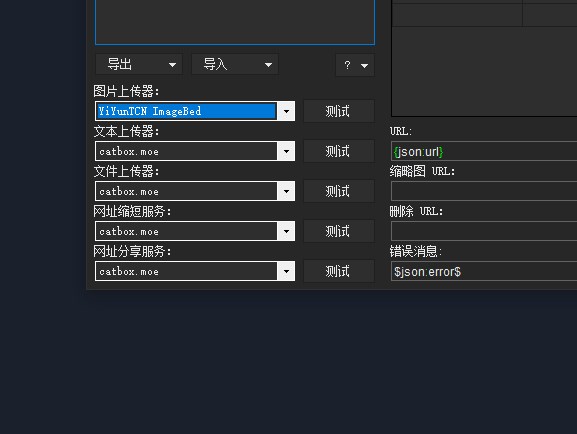 导出 导入 ?
图片上传器:
YiYunTCN ImageBed 测试
文本上传器: URL:
catbox.moe 测试 {json:url}
文件上传器: 缩略图 URL:
catbox.moe 测试
网址缩短服务: 删除 URL:
catbox.moe 测试
网址分享服务: 错误消息:
catbox.moe 测试 $json:error$